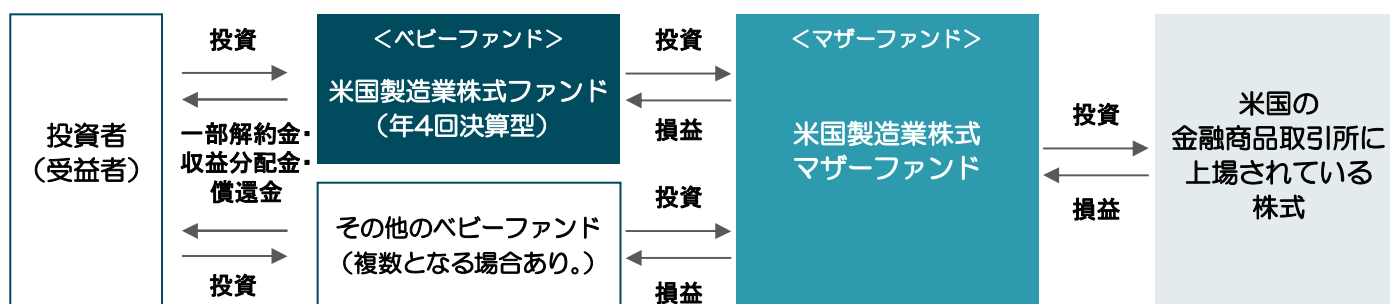 投資者
（受益者）
投資
一部解約金・
収益分配金・
償還金
投資
＜ベビーファンド＞
米国製造業株式ファンド
（年4回決算型）
その他のベビーファンド
（複数となる場合あり。）
投資
損益
投資
損益
＜マザーファンド＞
米国製造業株式
マザーファンド
投資
損益
米国の
金融商品取引所に
上場されている
株式